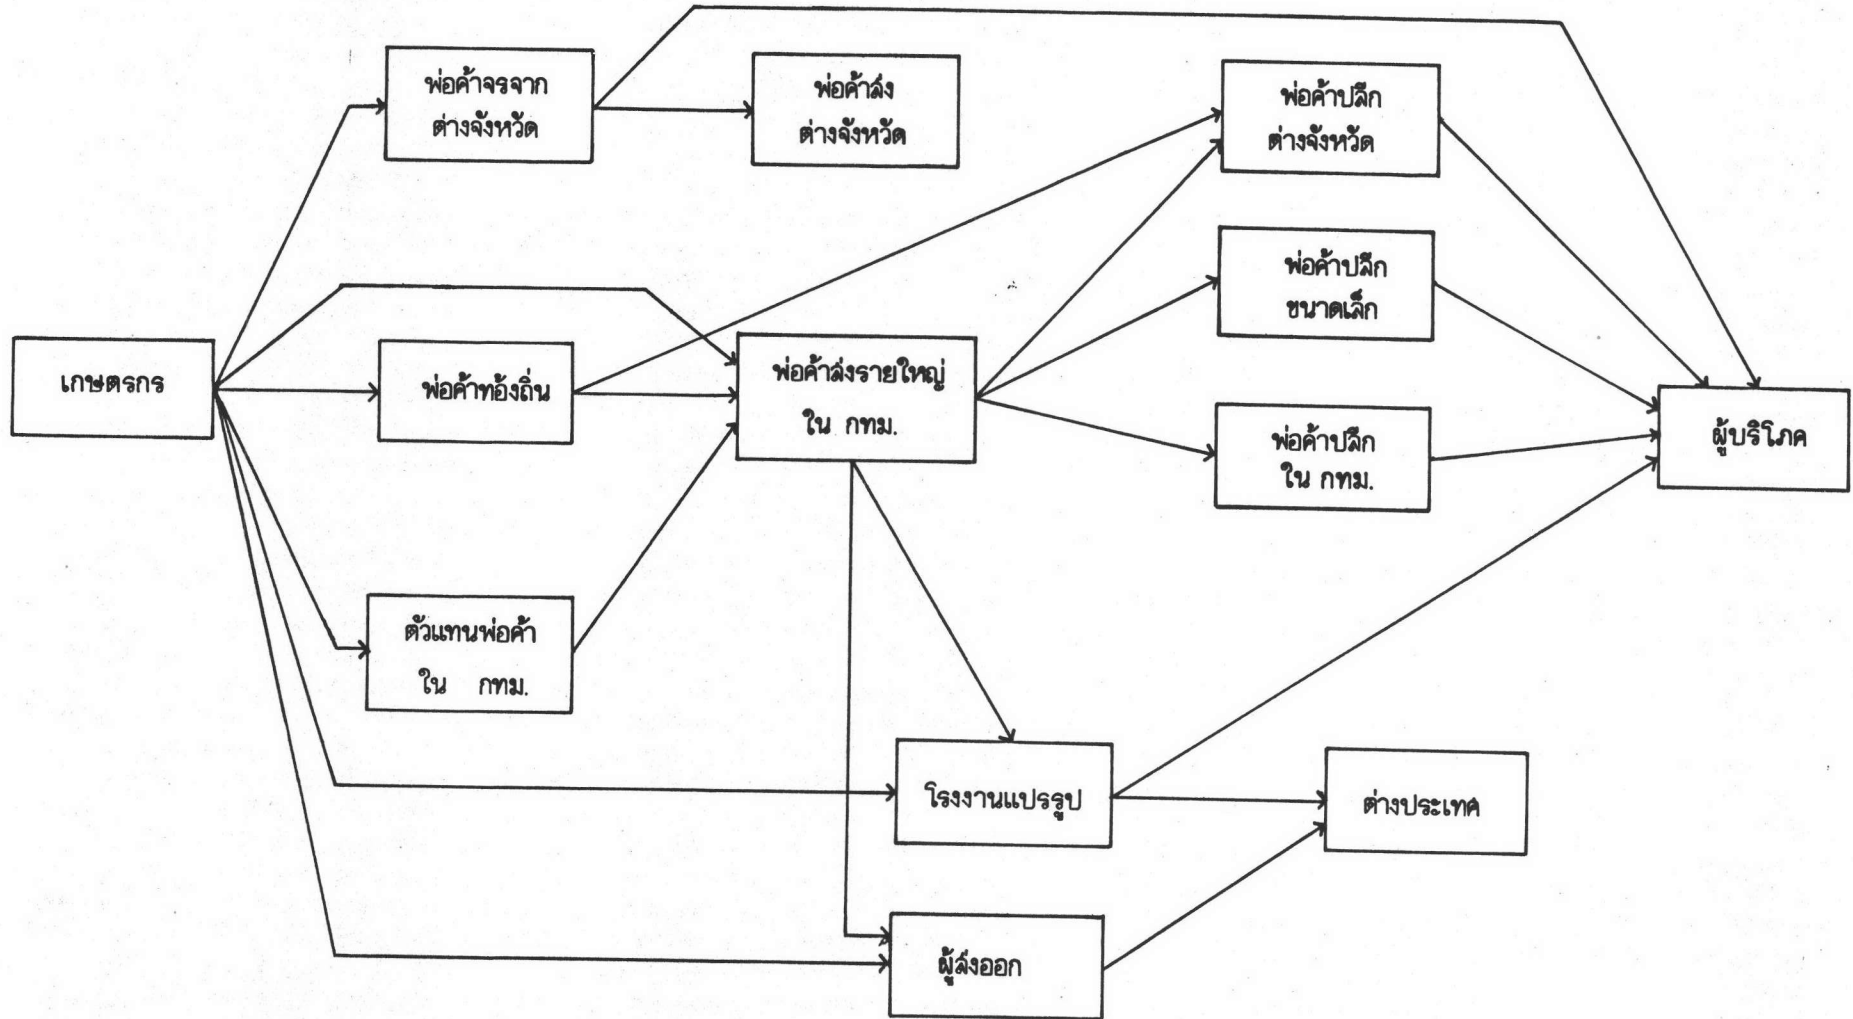 พ่อค้าจรจาก
ต่างจังหวัด
พ่อค้าส่ง
ต่างจังหวัด
พ่อค้าปลีก
ต่างจังหวัด
พ่อค้าปลีก
ขนาดเล็ก
เกษตรกร
พ่อค้าท้องถิ่น
พ่อค้าส่งรายใหญ่
ใน กทม.
พ่อค้าปลีก
ใน กทม.
ผู้บริโภค
ตัวแทนพ่อค้า
ใน กทม.
โรงงานแปรรูป
ต่างประเทศ
ผู้ส่งออก